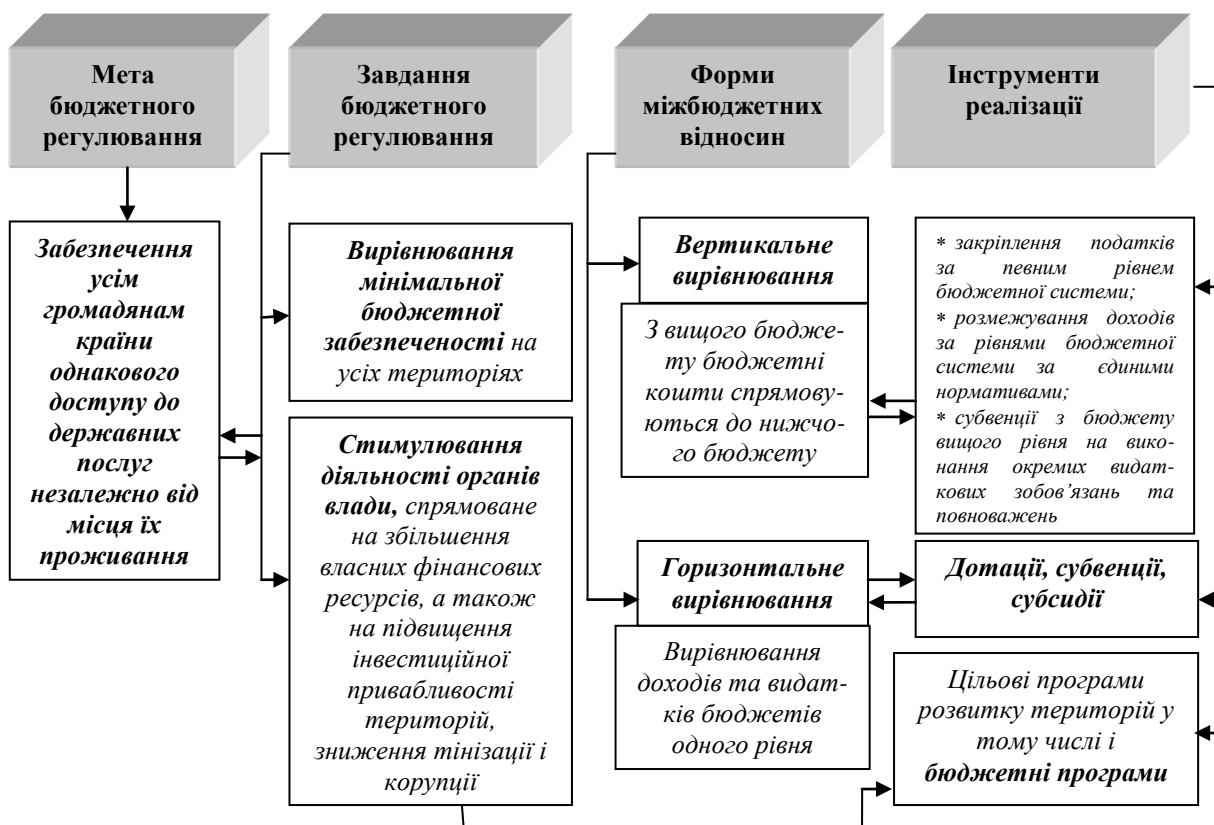 Мета
бюджетного
регулювання
Завдання
бюджетного
регулювання
Форми
міжбюджетних
відносин
Інструменти
реалізації
Забезпечення
усім
громадянам
країни
однакового
доступу до
державних
послуг
незалежно від
місця їх
проживання
Вирівнювання
мінімальної
бюджетної
забезпеченості на
усіх територіях
Стимулювання
діяльності органів
влади, спрямоване
на збільшення
власних фінансових
ресурсів, а також
на підвищення
інвестиційної
привабливості
територій,
зниження тінізації і
корупції
Вертикальне
вирівнювання
З вищого бюдже-
ту бюджетні
кошти спрямову-
ються до нижчо-
го бюджету
Горизонтальне
вирівнювання
Вирівнювання
доходів та видат-
ків бюджетів
одного рівня
* закріплення податків
за певним рівнем
бюджетної системи;
* розмежування доходів
за рівнями бюджетної
системи за єдиними
нормативами;
* субвенції з бюджету
вищого рівня на вико-
нання окремих видат-
кових зобов’язань та
повноважень
Дотації, субвенції,
субсидії
Цільові програми
розвитку територій у
тому числі і
бюджетні програми